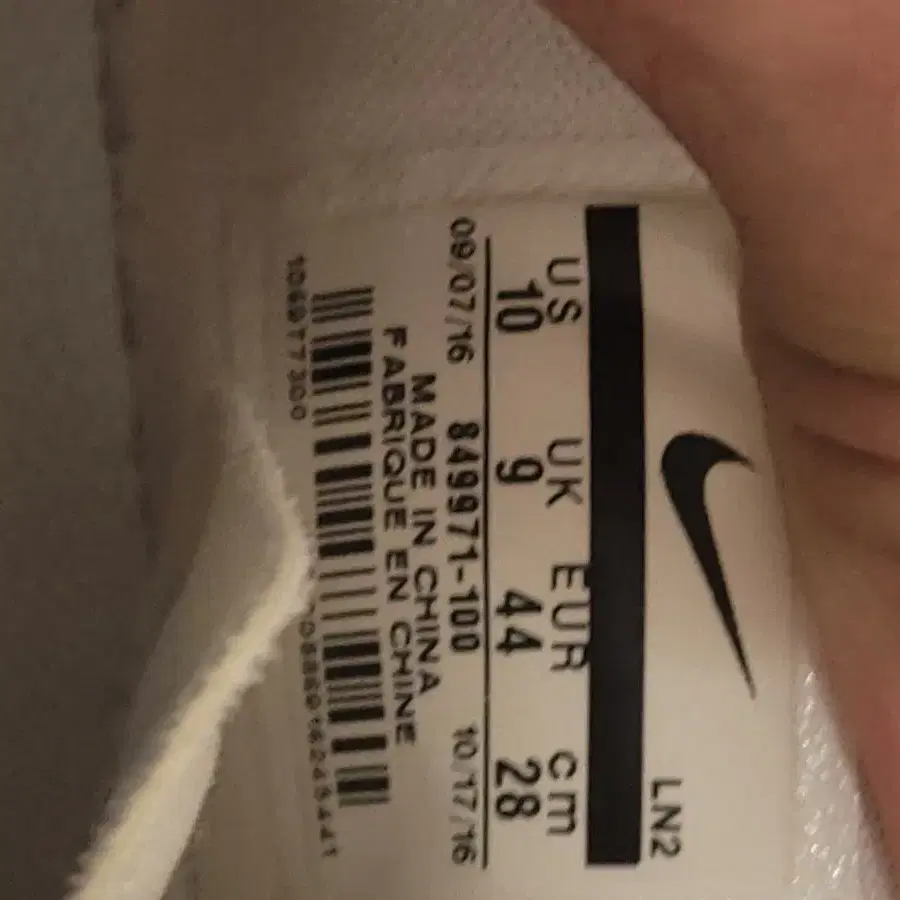 LN2
US UK EUR cm
10 9 44 28
09/07/16 849971-100 10/17/16
MADE IN CHINA
FABRIQUE EN CHINE